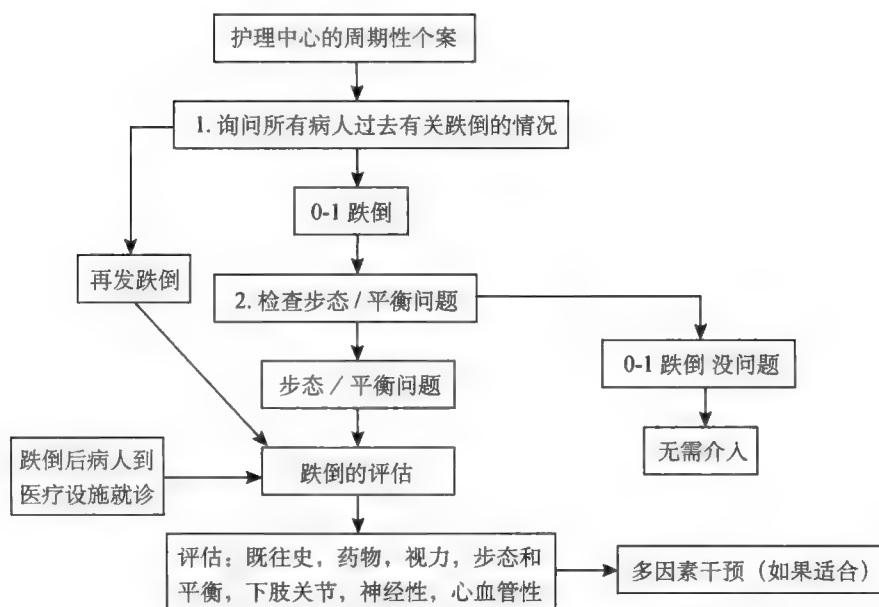 护理中心的周期性个案
1. 询问所有病人过去有关跌倒的情况
0-1 跌倒
再发跌倒
2. 检查步态 / 平衡问题
0-1 跌倒 没问题
步态 / 平衡问题
无需介入
跌倒后病人到
医疗设施就诊
跌倒的评估
评估：既往史，药物，视力，步态和
平衡，下肢关节，神经性，心血管性
多因素干预（如果适合）